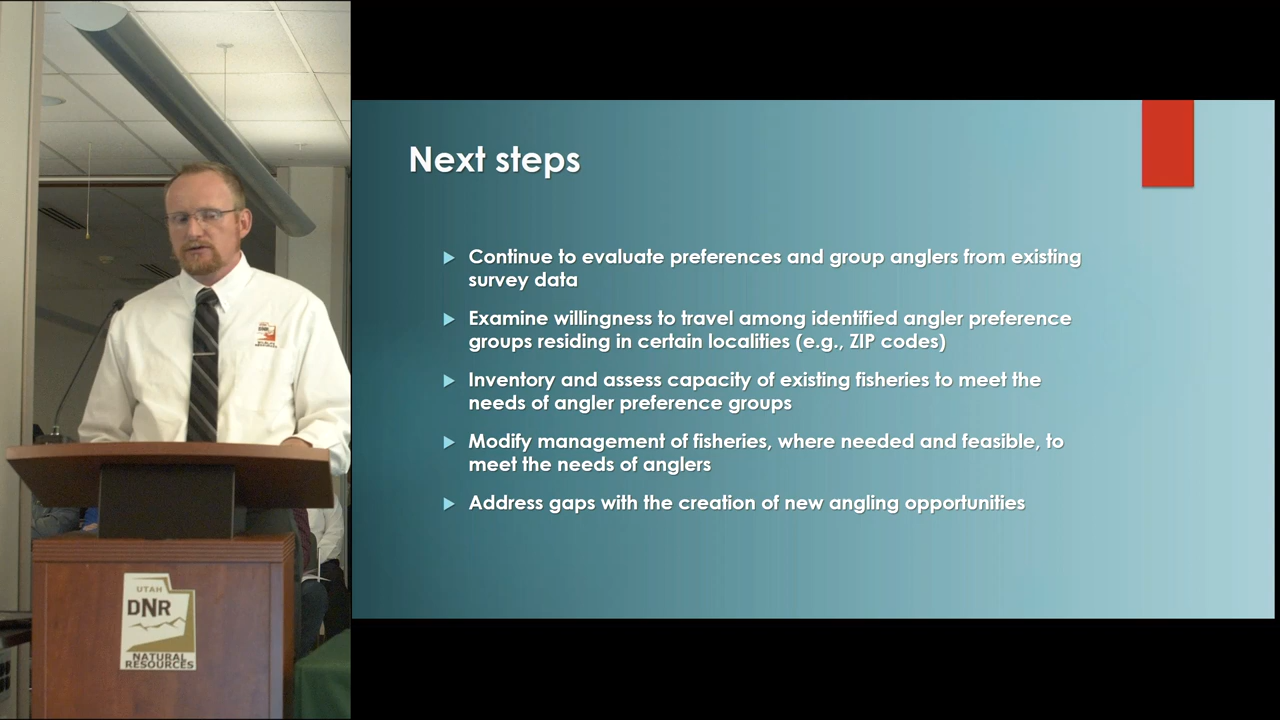 Next steps
Continue to evaluate preferences and group anglers from existing
survey data
Examine willingness to travel among identified angler preference
groups residing in certain localities (e.g., ZIP codes)
Inventory and assess capacity of existing fisheries to meet the
needs of angler preference groups
Modify management of fisheries, where needed and feasible, to
meet the needs of anglers
Address gaps with the creation of new angling opportunities
DNR
UTAH
DNR
NATURAL
RESOURCES